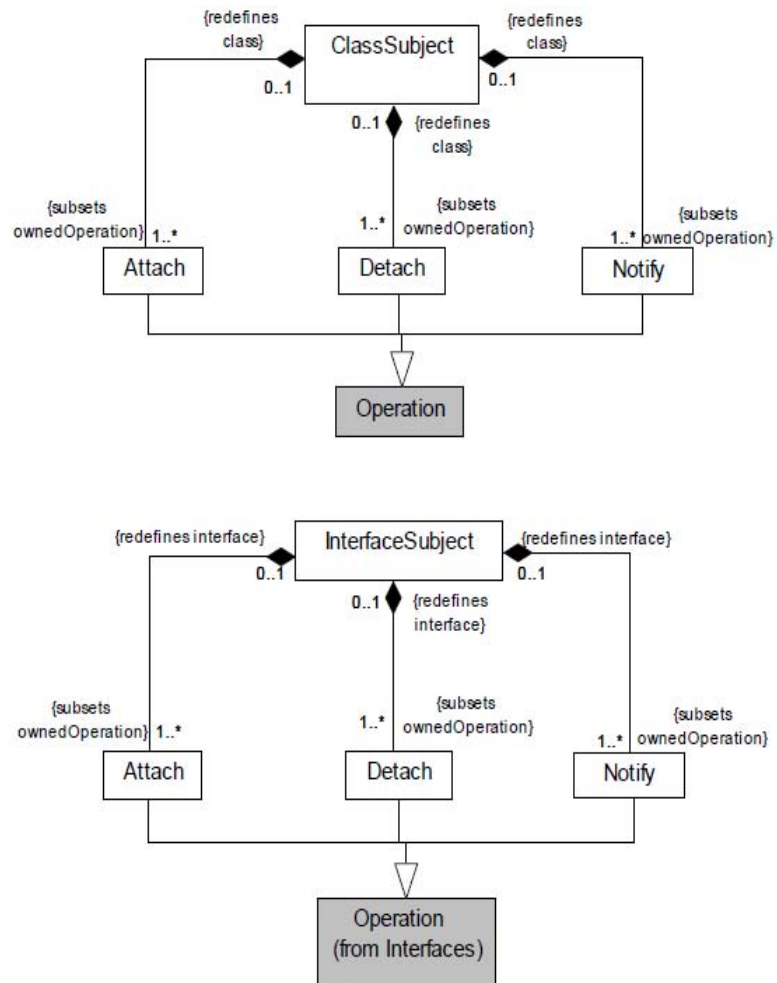 {redefines
class}
ClassSubject
{redefines
class}
0..1
0..1
0..1
{redefines
class}
{subsets
ownedOperation}
1..*
{subsets
ownedOperation}
1..*
{subsets
ownedOperation}
1..*
Attach
Detach
Notify
Operation
{redefines interface}
InterfaceSubject
{redefines interface}
0..1
0..1
0..1
{redefines
interface}
{subsets
ownedOperation}
1..*
{subsets
ownedOperation}
1..*
{subsets
ownedOperation}
1..*
Attach
Detach
Notify
Operation
(from Interfaces)